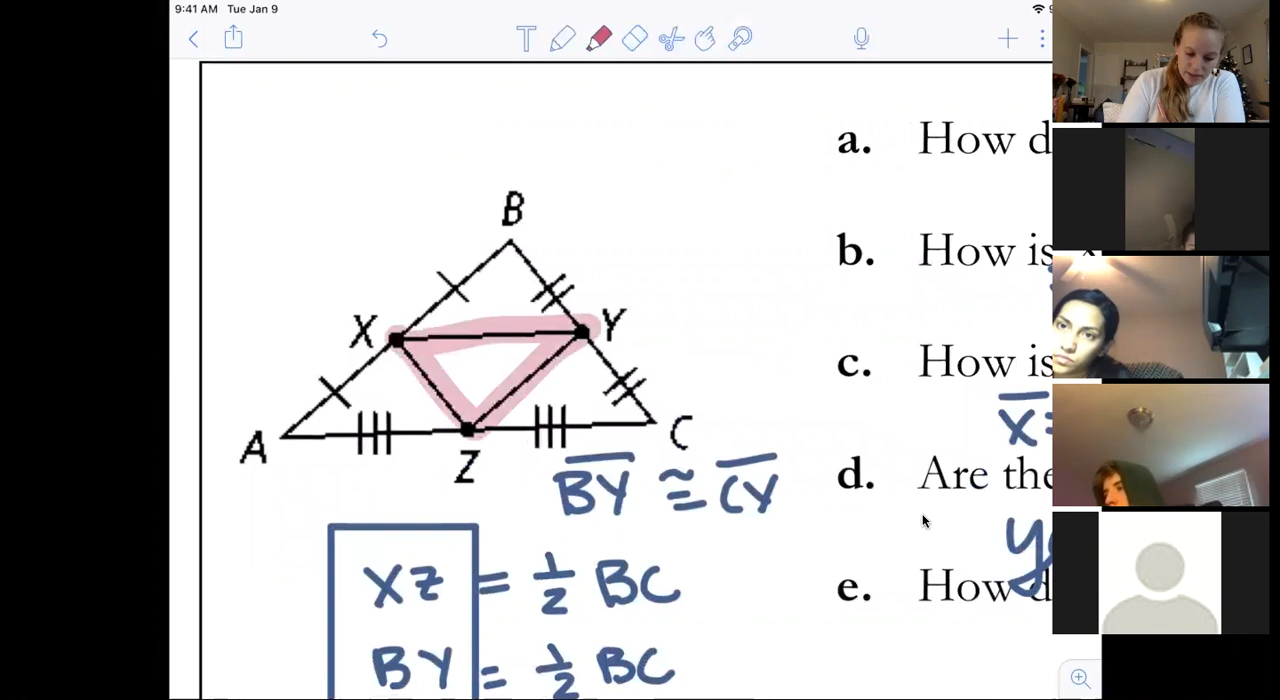 9:41 AM Tue Jan 9
a. How d
b. How is
c. How is
d. Are the
e. How d
B
X
Y
A
Z
C
BY ≅ CY
XZ = 1/2 BC
BY = 1/2 BC